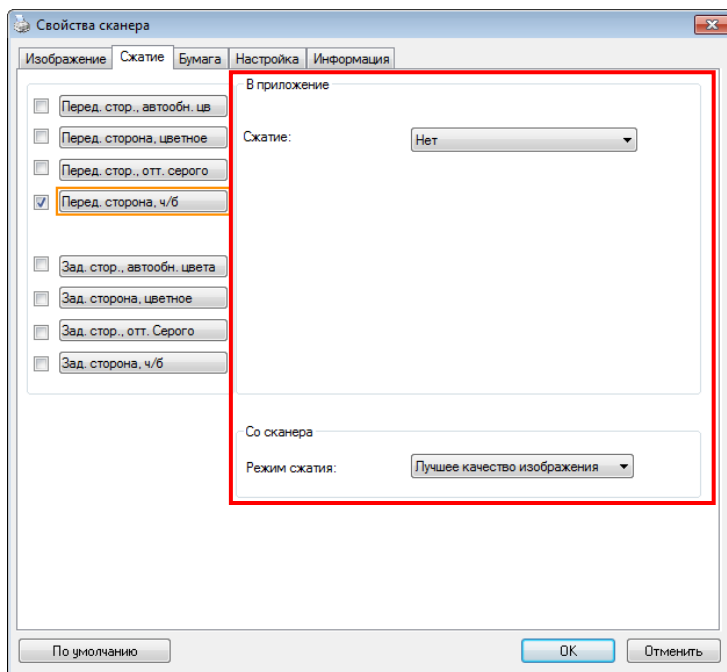 Свойства сканера
Изображение Сжатие Бумага Настройка Информация
В приложение
Перед. стор., автообн. цв
Перед. сторона, цветное
Сжатие: Нет
Перед. стор., отт. серого
Перед. сторона, ч/б
Зад. стор., автообн. цвета
Зад. сторона, цветное
Зад. стор., отт. Серого
Зад. сторона, ч/б
Со сканера
Режим сжатия: Лучшее качество изображения
По умолчанию OK Отменить